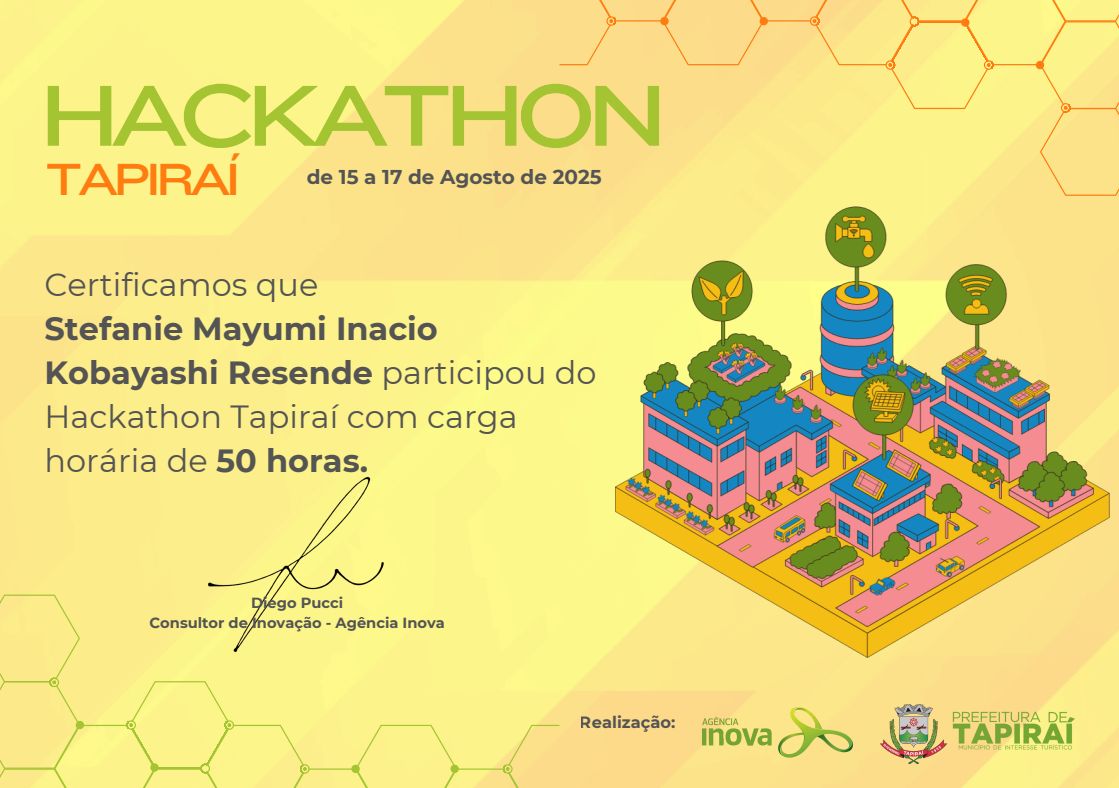 HACKATHON
TAPIRAÍ
de 15 a 17 de Agosto de 2025
Certificamos que
Stefanie Mayumi Inacio
Kobayashi Resende participou do
Hackathon Tapiraí com carga
horária de 50 horas.
Diego Pucci
Consultor de Inovação - Agência Inova
Realização:
AGÊNCIA
inova
PREFEITURA DE
TAPIRAÍ
MUNICÍPIO DE INTERESSE TURÍSTICO
TAPIRAÍ